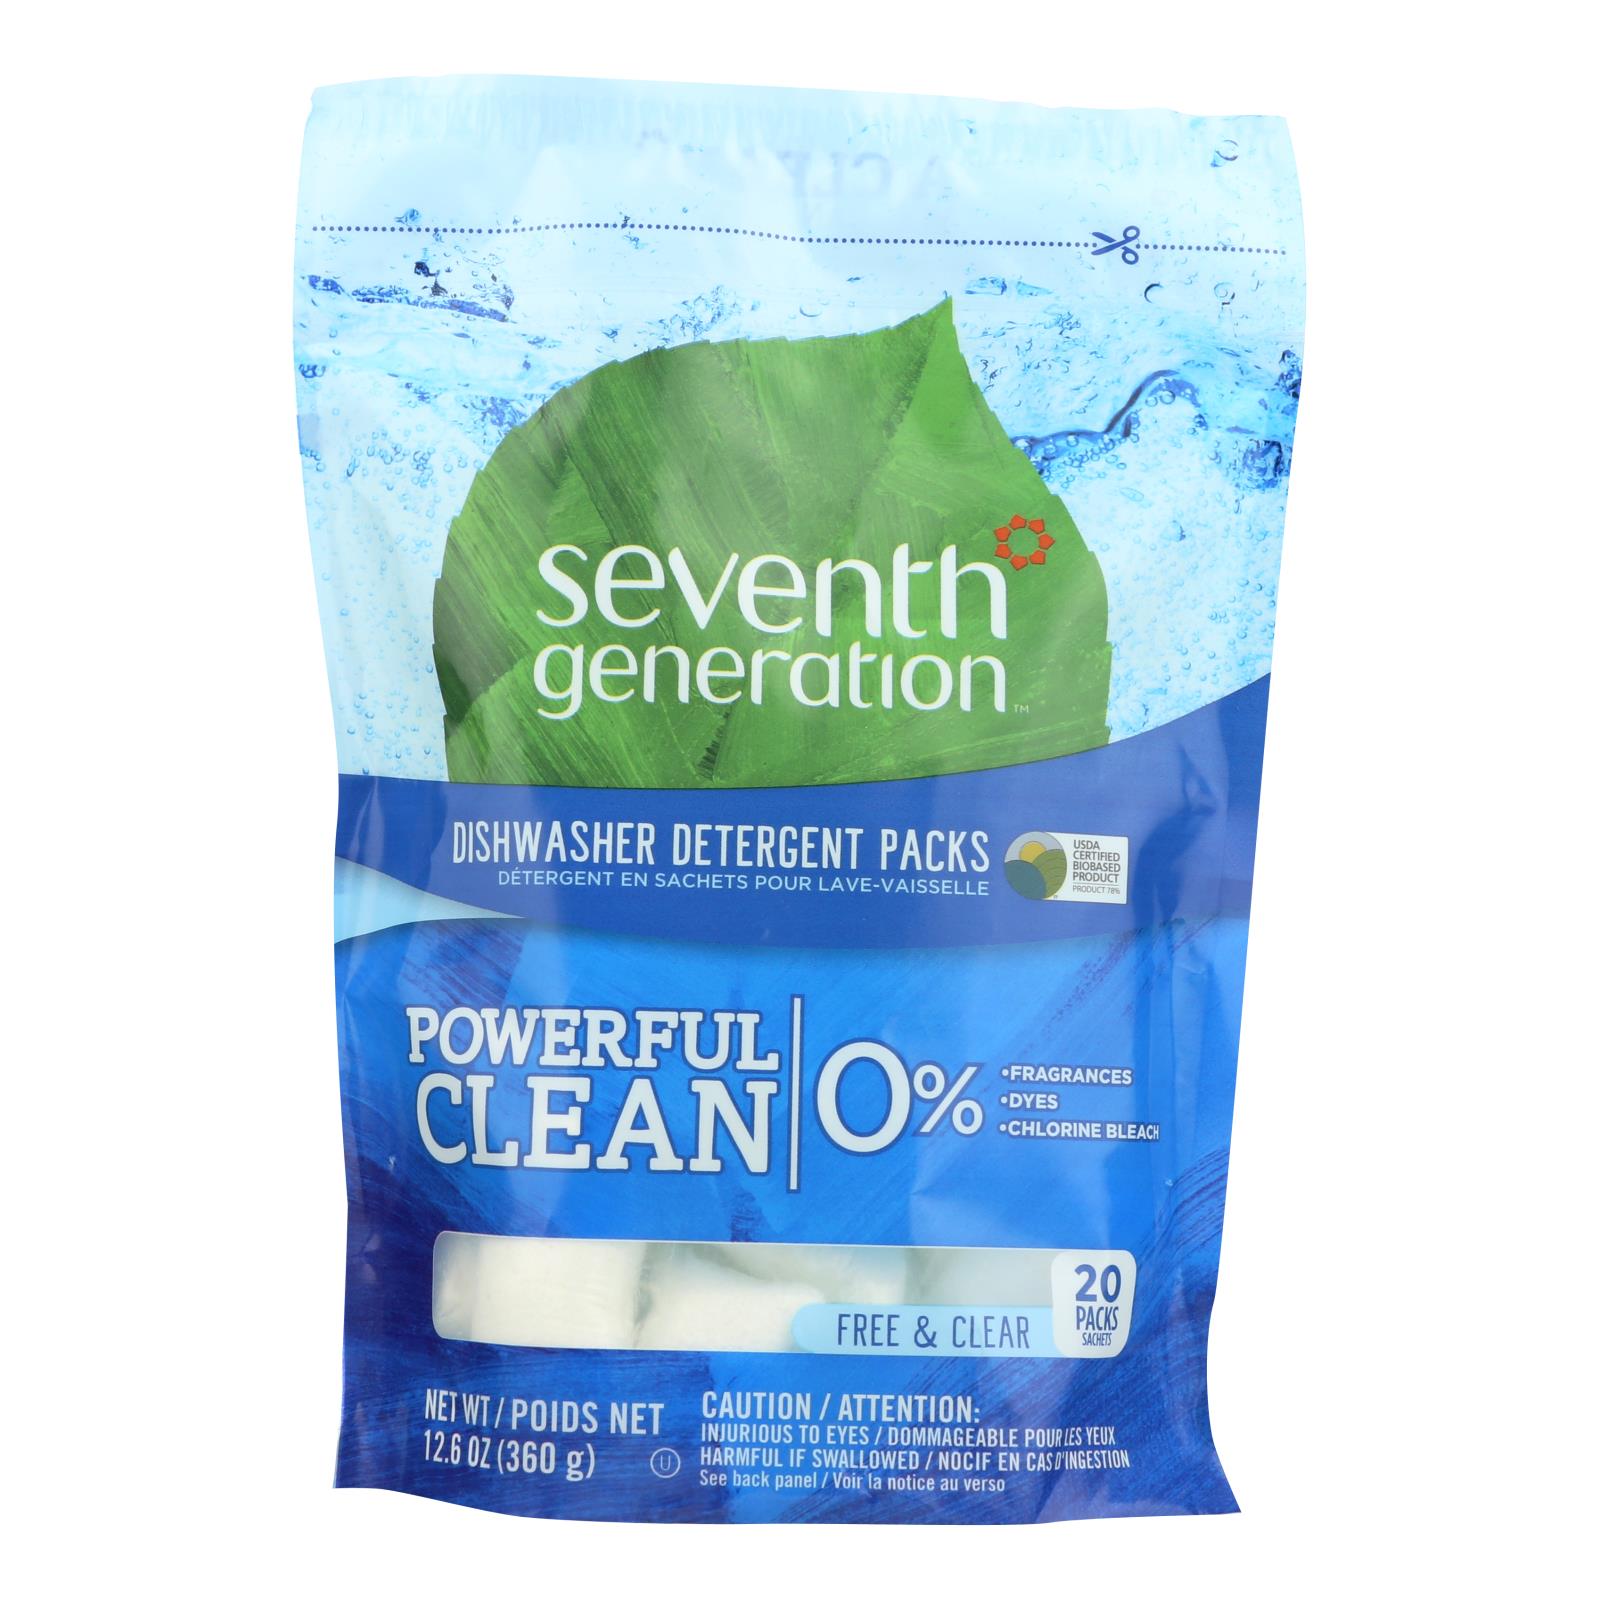 seventh
generation™
DISHWASHER DETERGENT PACKS
DÉTERGENT EN SACHETS POUR LAVE-VAISSELLE
USDA
CERTIFIED
BIOBASED
PRODUCT
PRODUCT 78%
POWERFUL
CLEAN
0%
•FRAGRANCES
•DYES
•CHLORINE BLEACH
FREE & CLEAR
20
PACKS
SACHETS
NET WT / POIDS NET
12.6 OZ (360 g)
U
CAUTION / ATTENTION:
INJURIOUS TO EYES / DOMMAGEABLE POUR LES YEUX
HARMFUL IF SWALLOWED / NOCIF EN CAS D'INGESTION
See back panel / Voir la notice au verso